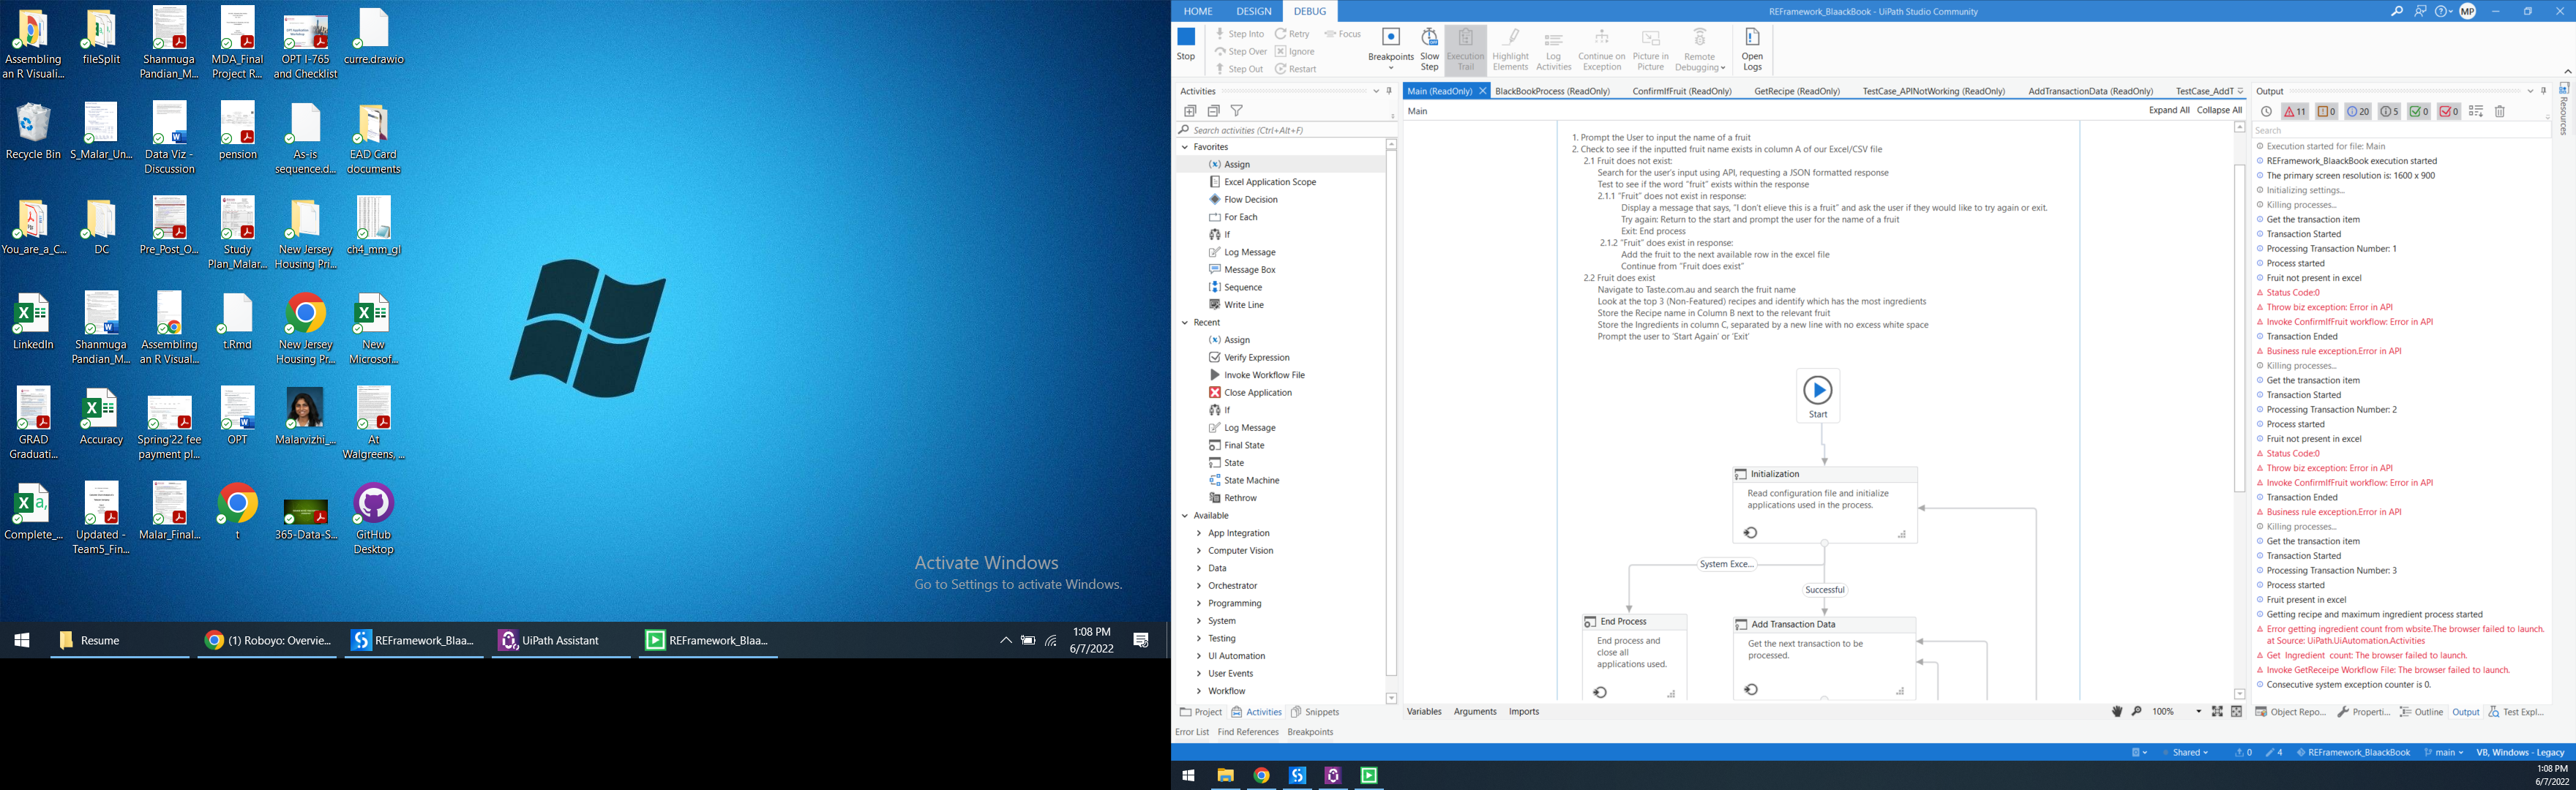 Assembling an R Visuali...
fileSplit
Shanmuga Pandian_M...
MDA_Final Project R...
OPT I-765 and Checklist
curre.drawio
Recycle Bin
S_Malar_Un...
Data Viz - Discussion
pension
As-is sequence.d...
EAD Card documents
You_are_a_C...
DC
Pre_Post_O...
Study Plan_Malar...
New Jersey Housing Pri...
ch4_mm_gl
LinkedIn
Shanmuga Pandian_M...
Assembling an R Visual...
t.Rmd
New Jersey Housing Pr...
New Microsof...
GRAD Graduati...
Accuracy
Spring'22 fee payment pl...
OPT
Malarvizhi_...
At Walgreens, ...
Complete_...
Updated - Team5_Fin...
Malar_Final...
t
365-Data-S...
GitHub Desktop
Activate Windows
Go to Settings to activate Windows.
Resume
(1) Roboyo: Overvie...
REFramework_Blaa...
UiPath Assistant
REFramework_Blaa...
1:08 PM
6/7/2022
HOME DESIGN DEBUG
REFramework_BlaackBook - UiPath Studio Community
MP
Stop
Step Into
Step Over
Step Out
Retry
Ignore
Restart
Focus
Breakpoints
Slow Step
Execution Trail
Highlight Elements
Log Activities
Continue on Exception
Picture in Picture
Remote Debugging
Open Logs
Activities
Search activities (Ctrl+Alt+F)
Favorites
Assign
Excel Application Scope
Flow Decision
For Each
If
Log Message
Message Box
Sequence
Write Line
Recent
Assign
Verify Expression
Invoke Workflow File
Close Application
If
Log Message
Final State
State
State Machine
Rethrow
Available
App Integration
Computer Vision
Data
Orchestrator
Programming
System
Testing
UI Automation
User Events
Workflow
Project Activities Snippets
Error List Find References Breakpoints
Main (ReadOnly)
BlackBookProcess (ReadOnly)
ConfirmIfFruit (ReadOnly)
GetRecipe (ReadOnly)
TestCase_APINotWorking (ReadOnly)
AddTransactionData (ReadOnly)
TestCase_AddT
Main
Expand All Collapse All
1. Prompt the User to input the name of a fruit
2. Check to see if the inputted fruit name exists in column A of our Excel/CSV file
2.1 Fruit does not exist:
Search for the user's input using API, requesting a JSON formatted response
Test to see if the word "fruit" exists within the response
2.1.1 "Fruit" does not exist in response:
Display a message that says, "I don't elieve this is a fruit" and ask the user if they would like to try again or exit.
Try again: Return to the start and prompt the user for the name of a fruit
Exit: End process
2.1.2 "Fruit" does exist in response:
Add the fruit to the next available row in the excel file
Continue from "Fruit does exist"
2.2 Fruit does exist
Navigate to Taste.com.au and search the fruit name
Look at the top 3 (Non-Featured) recipes and identify which has the most ingredients
Store the Recipe name in Column B next to the relevant fruit
Store the Ingredients in column C, separated by a new line with no excess white space
Prompt the user to 'Start Again' or 'Exit'
Start
Initialization
Read configuration file and initialize
applications used in the process.
System Exce...
Successful
End Process
End process and
close all
applications used.
Add Transaction Data
Get the next transaction to be
processed.
Variables Arguments Imports
100%
Output
11 0 20 5 0 0
Search
Execution started for file: Main
REFramework_BlaackBook execution started
The primary screen resolution is: 1600 x 900
Initializing settings...
Killing processes...
Get the transaction item
Transaction Started
Processing Transaction Number: 1
Process started
Fruit not present in excel
Status Code:0
Throw biz exception: Error in API
Invoke ConfirmIfFruit workflow: Error in API
Transaction Ended
Business rule exception.Error in API
Killing processes...
Get the transaction item
Transaction Started
Processing Transaction Number: 2
Process started
Fruit not present in excel
Status Code:0
Throw biz exception: Error in API
Invoke ConfirmIfFruit workflow: Error in API
Transaction Ended
Business rule exception.Error in API
Killing processes...
Get the transaction item
Transaction Started
Processing Transaction Number: 3
Process started
Fruit present in excel
Getting recipe and maximum ingredient process started
Error getting ingredient count from wbsite.The browser failed to launch.
at Source: UiPath.UiAutomation.Activities
Get Ingredient count: The browser failed to launch.
Invoke GetReceipe Workflow File: The browser failed to launch.
Consecutive system exception counter is 0.
Object Repo... Properti... Outline Output Test Expl...
Resources
Shared 0 4 REFramework_BlaackBook main VB, Windows - Legacy
1:08 PM
6/7/2022